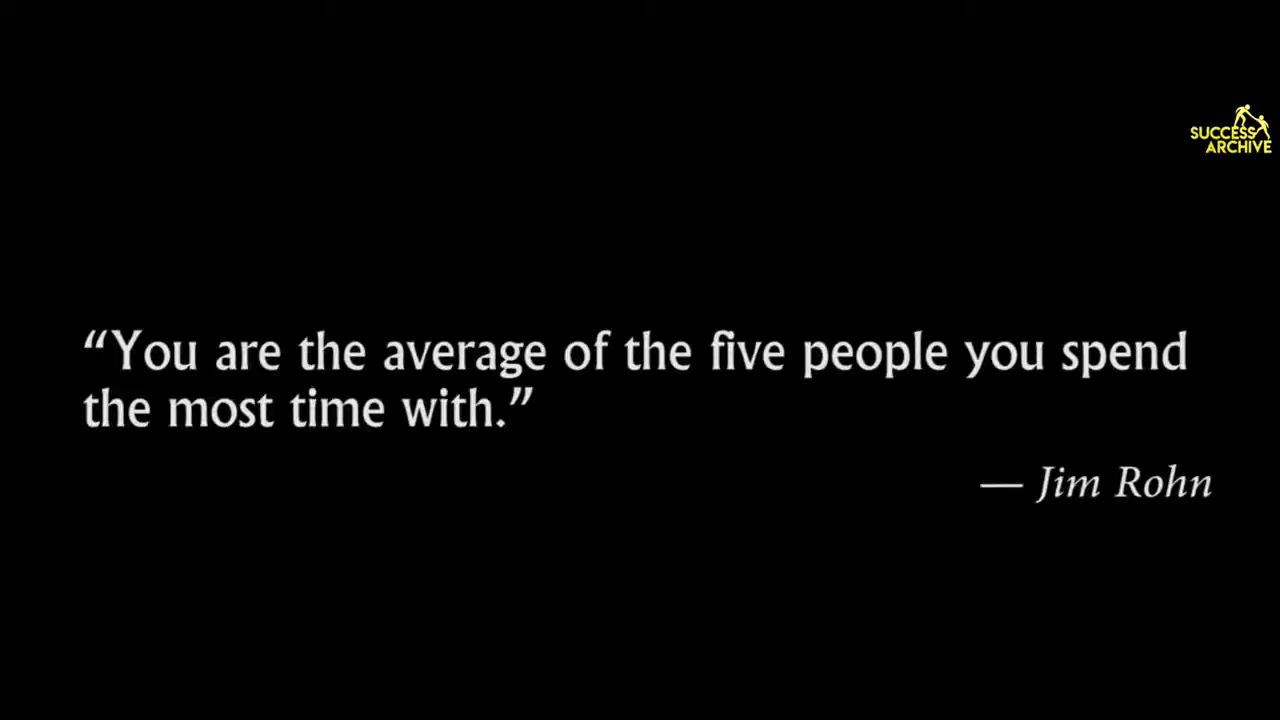 SUCCESS
ARCHIVE
“You are the average of the five people you spend
the most time with.”
— Jim Rohn